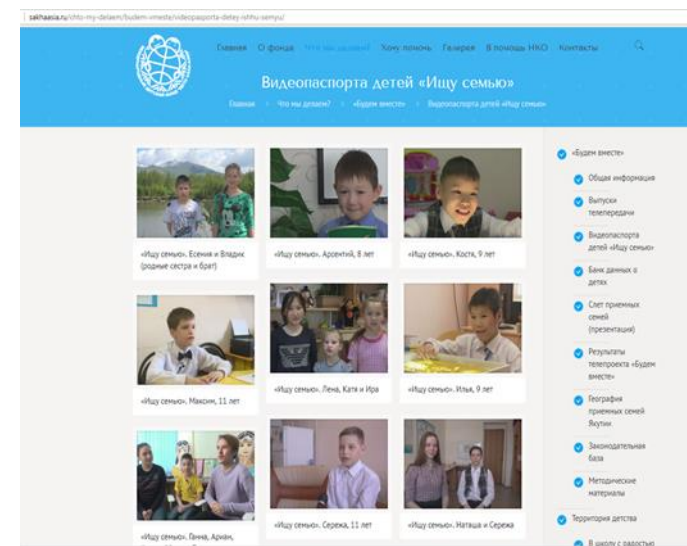 sakhaasia.ru/chto-my-delaem/budem-vmeste/videopasporta-detey-ishhu-semyu/
Главная О фонде Что мы делаем? Хочу помочь Галерея В помощь НКО Контакты
Видеопаспорта детей «Ищу семью»
Главная Что мы делаем? «Будем вместе» Видеопаспорта детей «Ищу семью»
«Ищу семью». Есения и Владик
(родные сестра и брат)
«Ищу семью». Арсентий, 8 лет
«Ищу семью». Костя, 9 лет
«Ищу семью». Максим, 11 лет
«Ищу семью». Лена, Катя и Ира
«Ищу семью». Илья, 9 лет
«Ищу семью». Ганна, Ариан,
«Ищу семью». Сережа, 11 лет
«Ищу семью». Наташа и Сережа
«Будем вместе»
Общая информация
Выпуски
телепередачи
Видеопаспорта
детей «Ищу семью»
Банк данных о
детях
Слет приемных
семей
(презентация)
Результаты
телепроекта «Будем
вместе»
География
приемных семей
Якутии
Законодательная
база
Методические
материалы
Территория детства
В школу с радостью